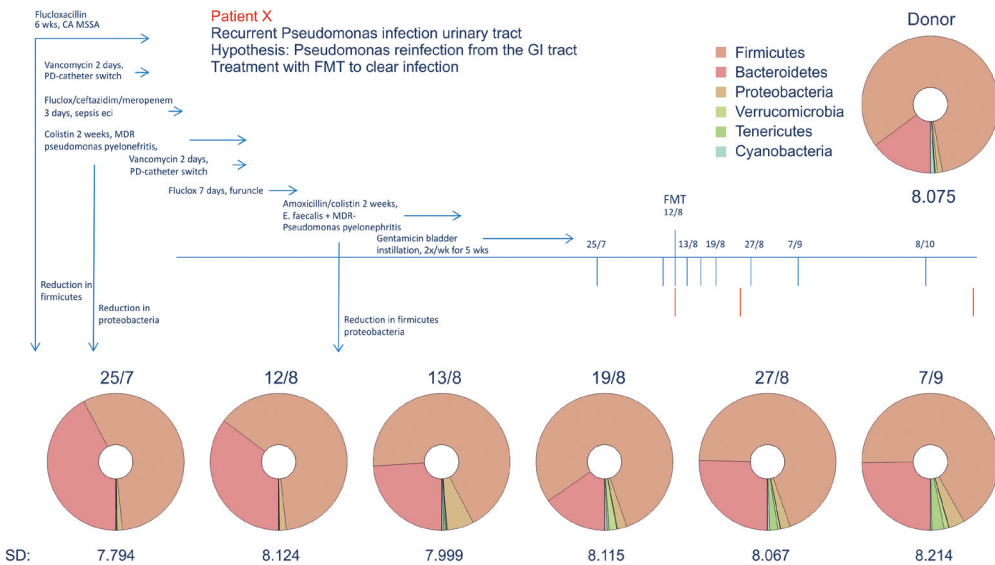 Patient X
Recurrent Pseudomonas infection urinary tract
Hypothesis: Pseudomonas reinfection from the GI tract
Treatment with FMT to clear infection
Flucloxacillin
6 wks, CA MSSA
Vancomycin 2 days,
PD-catheter switch
Fluclox/ceftazidim/meropenem
3 days, sepsis eci
Colistin 2 weeks, MDR
pseudomonas pyelonefritis,
Vancomycin 2 days,
PD-catheter switch
Fluclox 7 days, furuncle
Amoxicillin/colistin 2 weeks,
E. faecalis + MDR-
Pseudomonas pyelonephritis
Gentamicin bladder
instillation, 2x/wk for 5 wks
Firmicutes
Bacteroidetes
Proteobacteria
Verrucomicrobia
Tenericutes
Cyanobacteria
Donor
8.075
FMT
12/8
25/7 13/8 19/8 27/8 7/9 8/10
Reduction in
firmicutes
Reduction in
proteobacteria
Reduction in firmicutes
proteobacteria
25/7 12/8 13/8 19/8 27/8 7/9
SD: 7.794 8.124 7.999 8.115 8.067 8.214